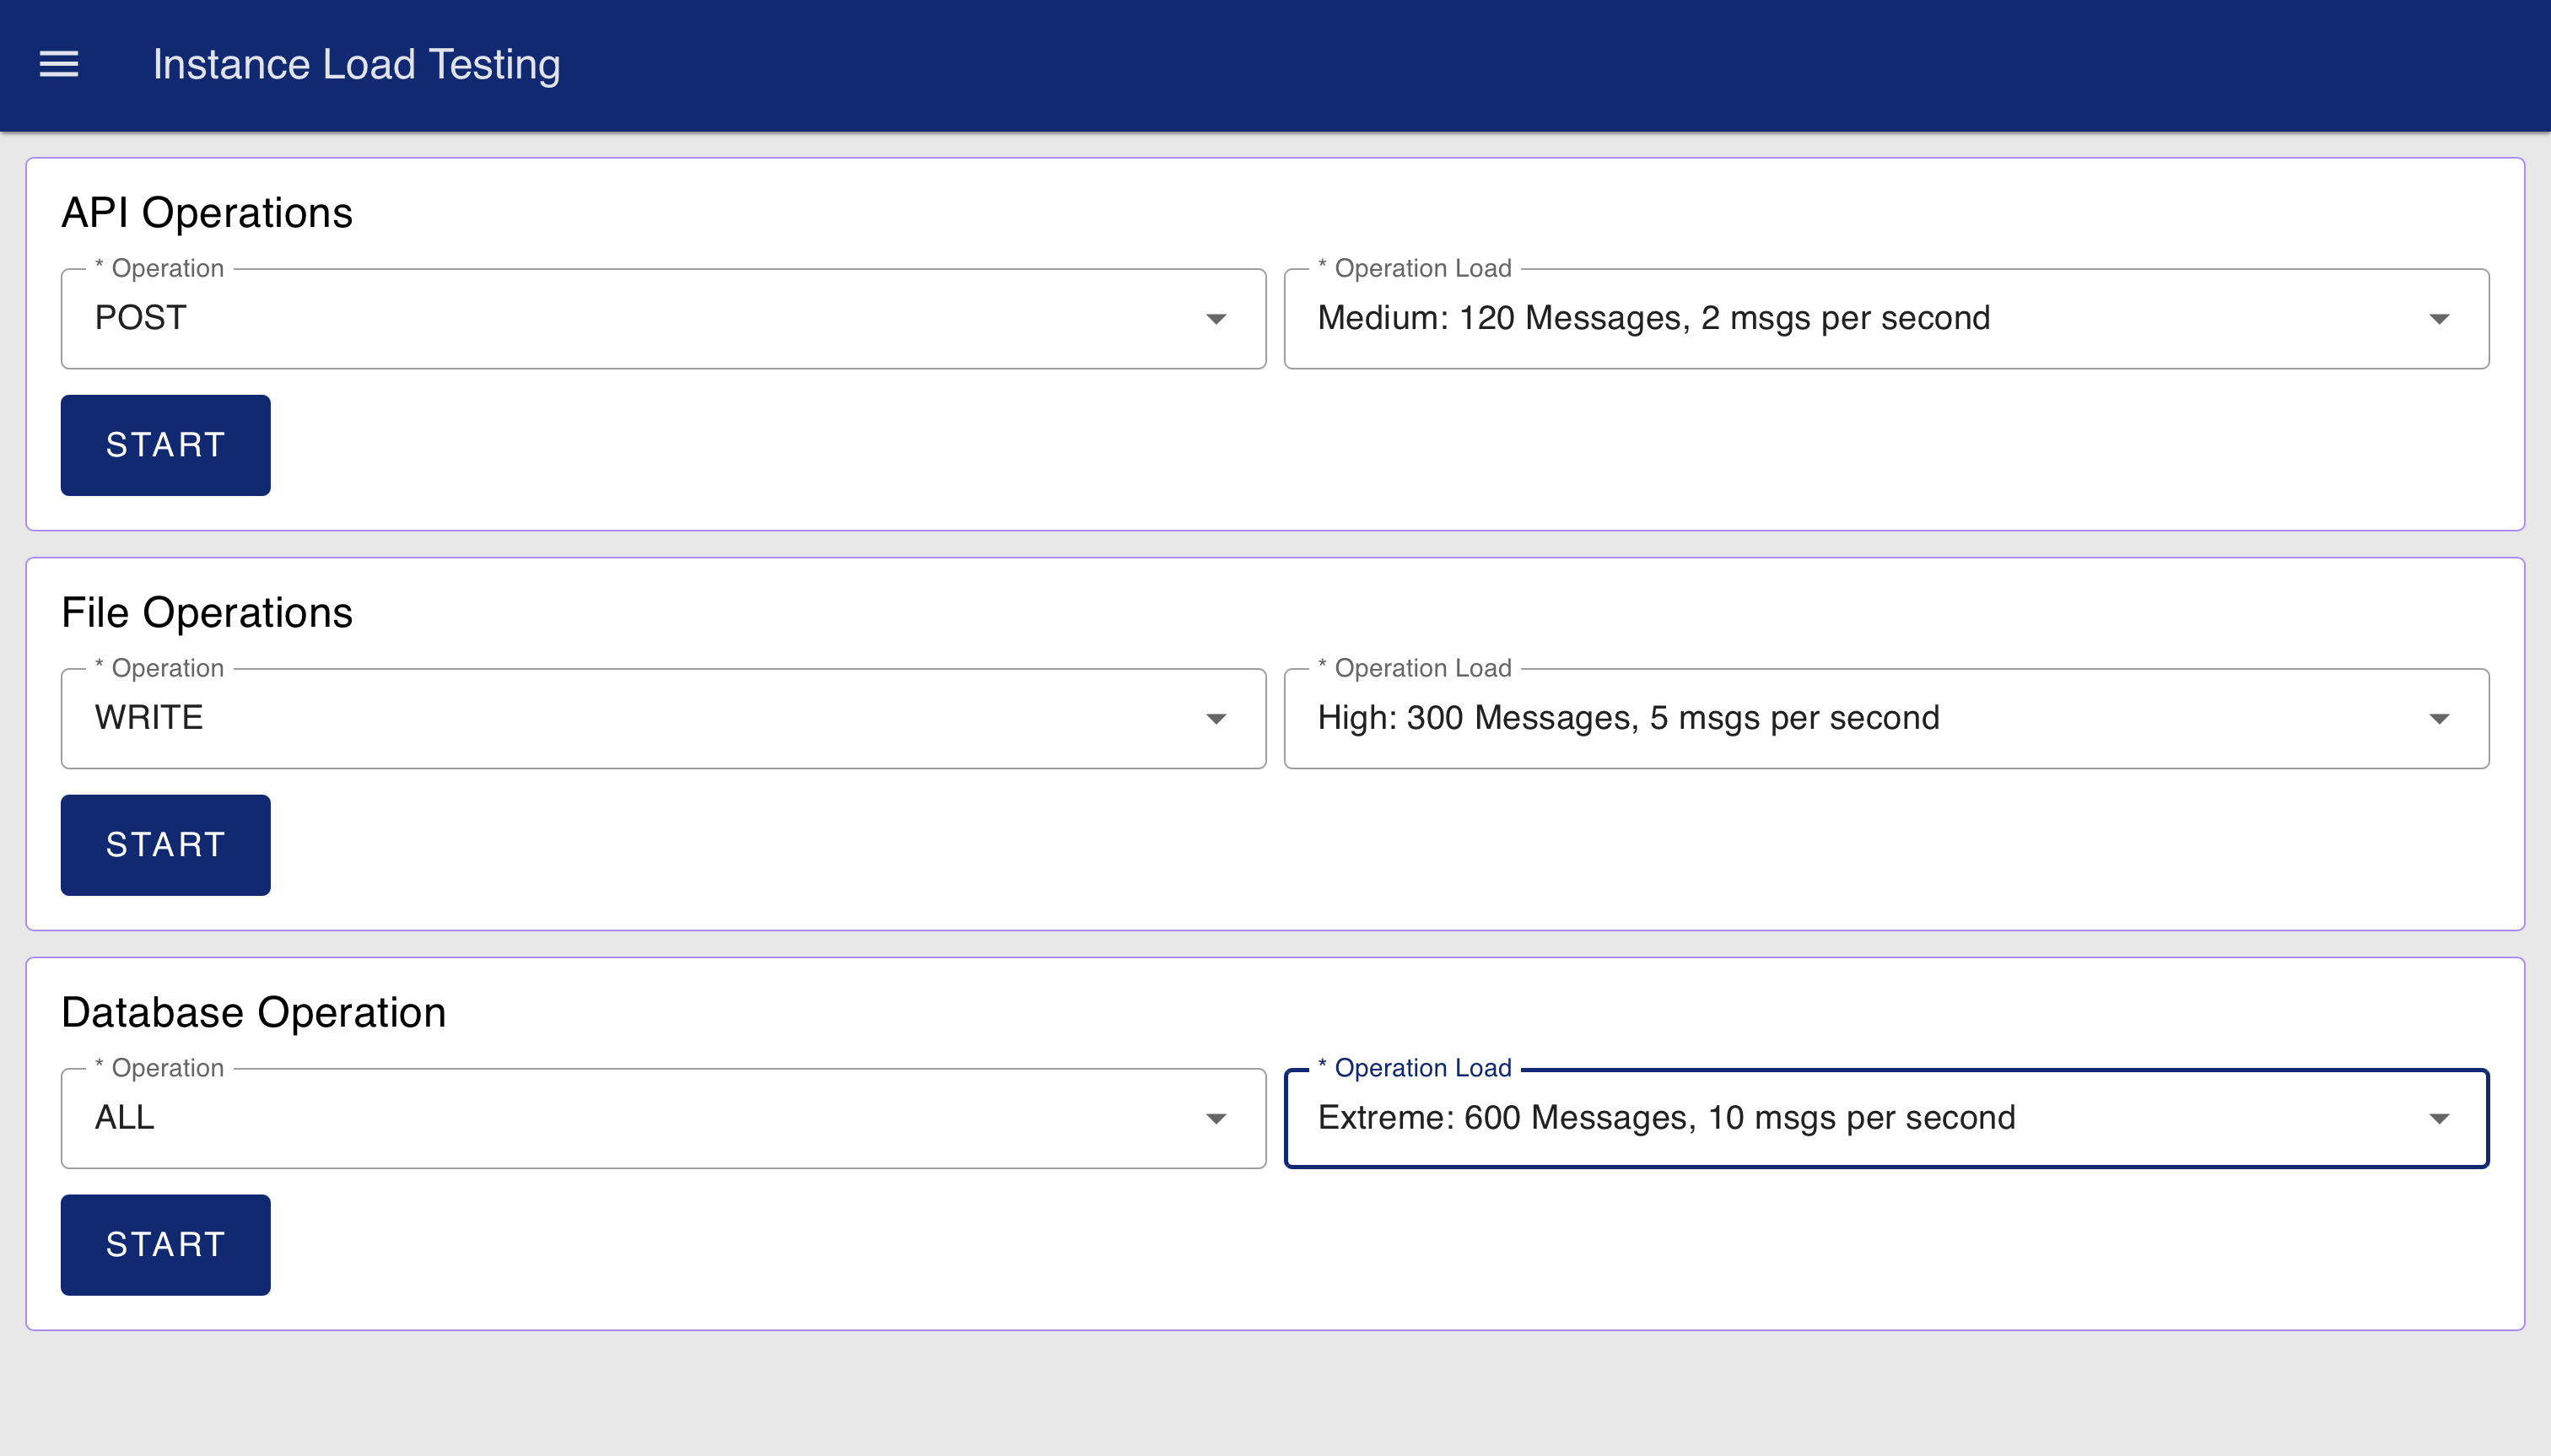 Instance Load Testing
API Operations
* Operation
POST
* Operation Load
Medium: 120 Messages, 2 msgs per second
START
File Operations
* Operation
WRITE
* Operation Load
High: 300 Messages, 5 msgs per second
START
Database Operation
* Operation
ALL
* Operation Load
Extreme: 600 Messages, 10 msgs per second
START